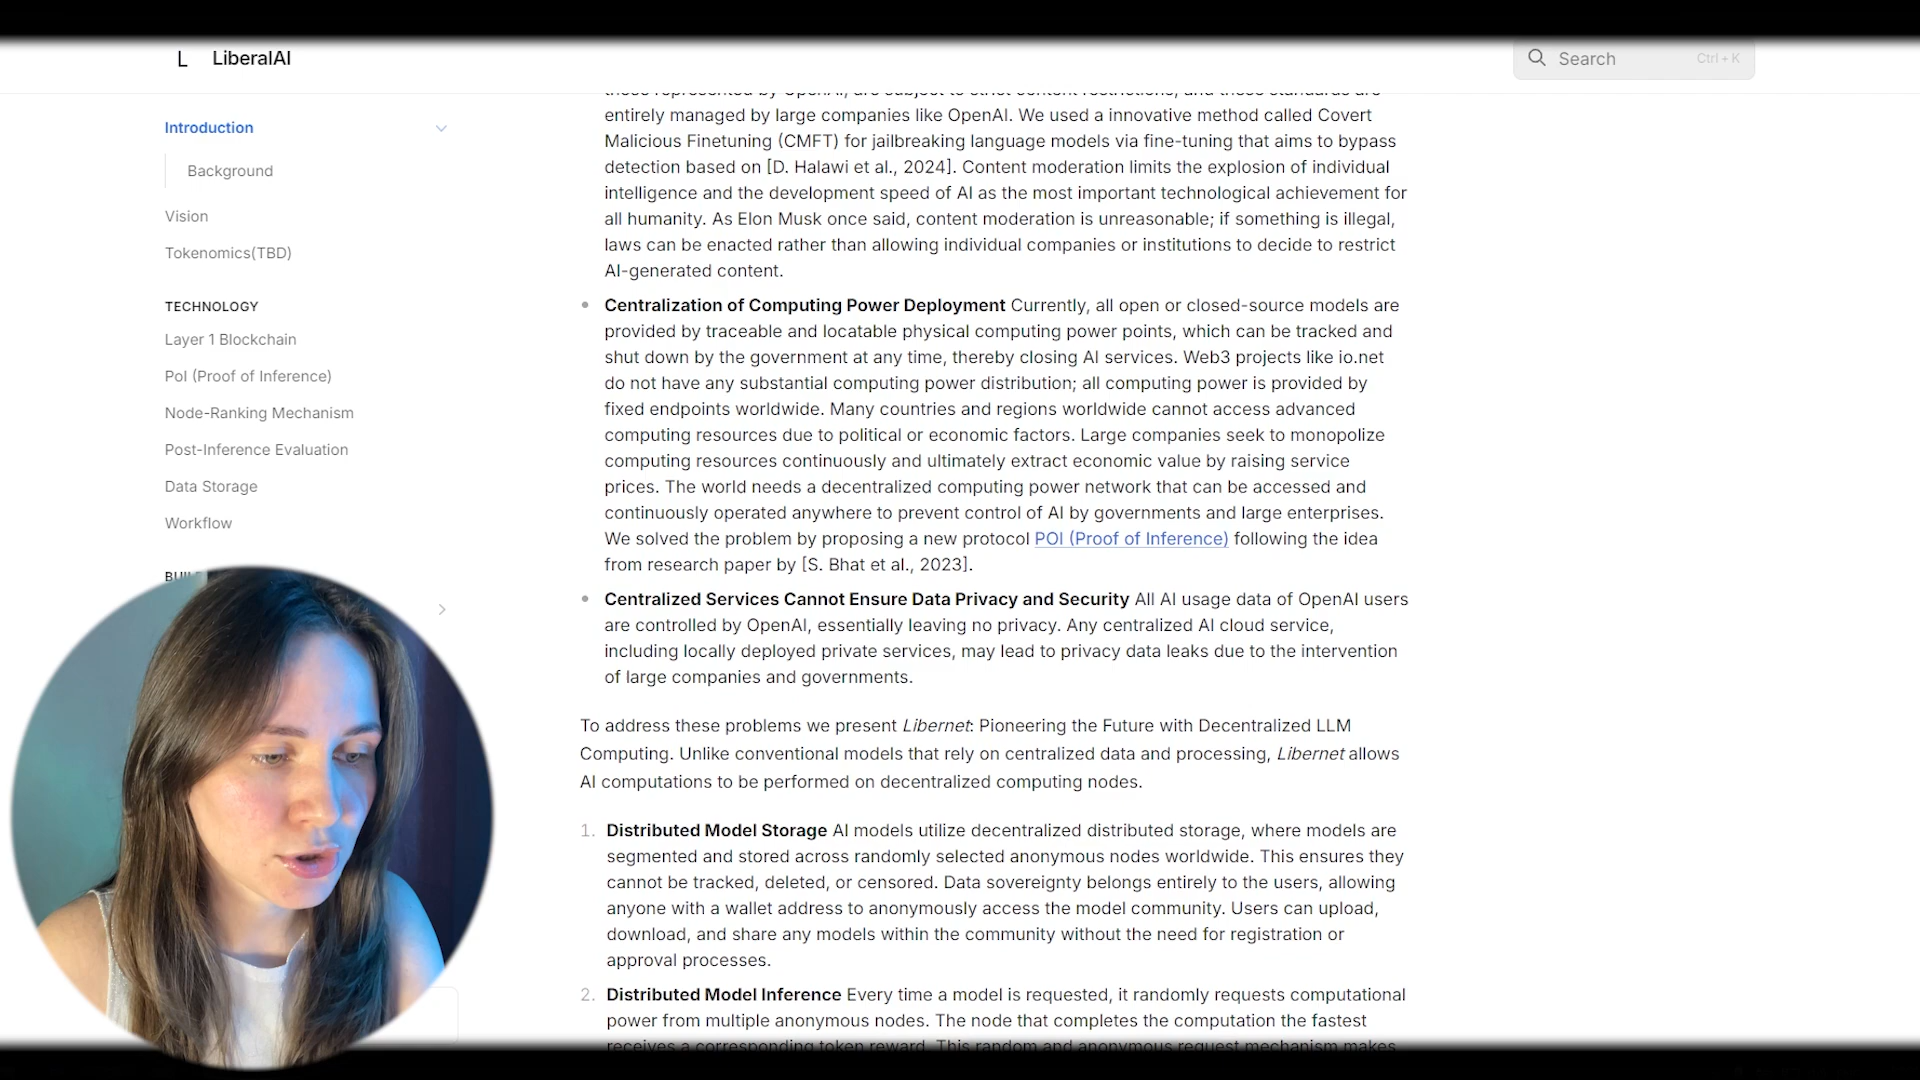 L LiberalAI
Search Ctrl + K
Introduction
Background
Vision
Tokenomics(TBD)
TECHNOLOGY
Layer 1 Blockchain
PoI (Proof of Inference)
Node-Ranking Mechanism
Post-Inference Evaluation
Data Storage
Workflow
those represented by OpenAI, are subject to strict content restrictions, and these standards are
entirely managed by large companies like OpenAI. We used a innovative method called Covert
Malicious Finetuning (CMFT) for jailbreaking language models via fine-tuning that aims to bypass
detection based on [D. Halawi et al., 2024]. Content moderation limits the explosion of individual
intelligence and the development speed of AI as the most important technological achievement for
all humanity. As Elon Musk once said, content moderation is unreasonable; if something is illegal,
laws can be enacted rather than allowing individual companies or institutions to decide to restrict
AI-generated content.
• Centralization of Computing Power Deployment Currently, all open or closed-source models are
provided by traceable and locatable physical computing power points, which can be tracked and
shut down by the government at any time, thereby closing AI services. Web3 projects like io.net
do not have any substantial computing power distribution; all computing power is provided by
fixed endpoints worldwide. Many countries and regions worldwide cannot access advanced
computing resources due to political or economic factors. Large companies seek to monopolize
computing resources continuously and ultimately extract economic value by raising service
prices. The world needs a decentralized computing power network that can be accessed and
continuously operated anywhere to prevent control of AI by governments and large enterprises.
We solved the problem by proposing a new protocol POI (Proof of Inference) following the idea
from research paper by [S. Bhat et al., 2023].
• Centralized Services Cannot Ensure Data Privacy and Security All AI usage data of OpenAI users
are controlled by OpenAI, essentially leaving no privacy. Any centralized AI cloud service,
including locally deployed private services, may lead to privacy data leaks due to the intervention
of large companies and governments.
To address these problems we present Libernet: Pioneering the Future with Decentralized LLM
Computing. Unlike conventional models that rely on centralized data and processing, Libernet allows
AI computations to be performed on decentralized computing nodes.
1. Distributed Model Storage AI models utilize decentralized distributed storage, where models are
segmented and stored across randomly selected anonymous nodes worldwide. This ensures they
cannot be tracked, deleted, or censored. Data sovereignty belongs entirely to the users, allowing
anyone with a wallet address to anonymously access the model community. Users can upload,
download, and share any models within the community without the need for registration or
approval processes.
2. Distributed Model Inference Every time a model is requested, it randomly requests computational
power from multiple anonymous nodes. The node that completes the computation the fastest
receives a corresponding token reward. This random and anonymous request mechanism makes